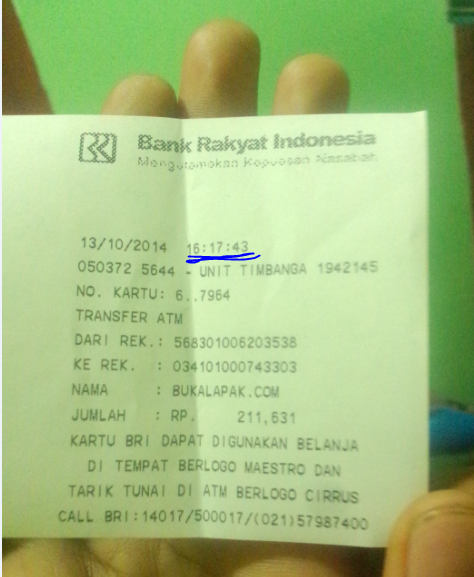 Bank Rakyat Indonesia
Mengutamakan Kepuasan Nasabah
13/10/2014 16:17:43
050372 5644 - UNIT TIMBANGA 1942145
NO. KARTU: 6..7964
TRANSFER ATM
DARI REK.: 568301006203538
KE REK. : 034101000743303
NAMA : BUKALAPAK.COM
JUMLAH : RP. 211,631
KARTU BRI DAPAT DIGUNAKAN BELANJA
DI TEMPAT BERLOGO MAESTRO DAN
TARIK TUNAI DI ATM BERLOGO CIRRUS
CALL BRI:14017/500017/(021)57987400